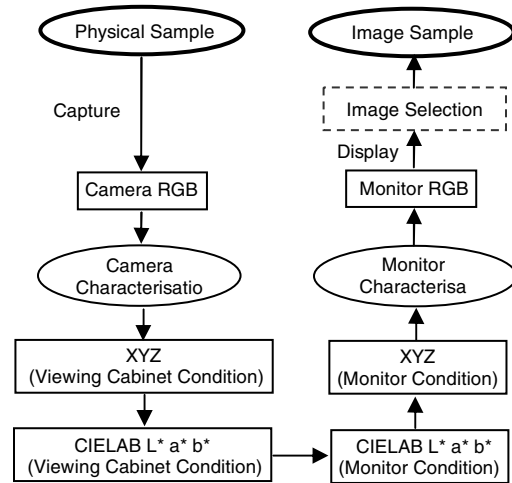 Physical Sample
Capture
Camera RGB
Camera
Characterisatio
XYZ
(Viewing Cabinet Condition)
CIELAB L* a* b*
(Viewing Cabinet Condition)
Image Sample
Image Selection
Display
Monitor RGB
Monitor
Characterisa
XYZ
(Monitor Condition)
CIELAB L* a* b*
(Monitor Condition)